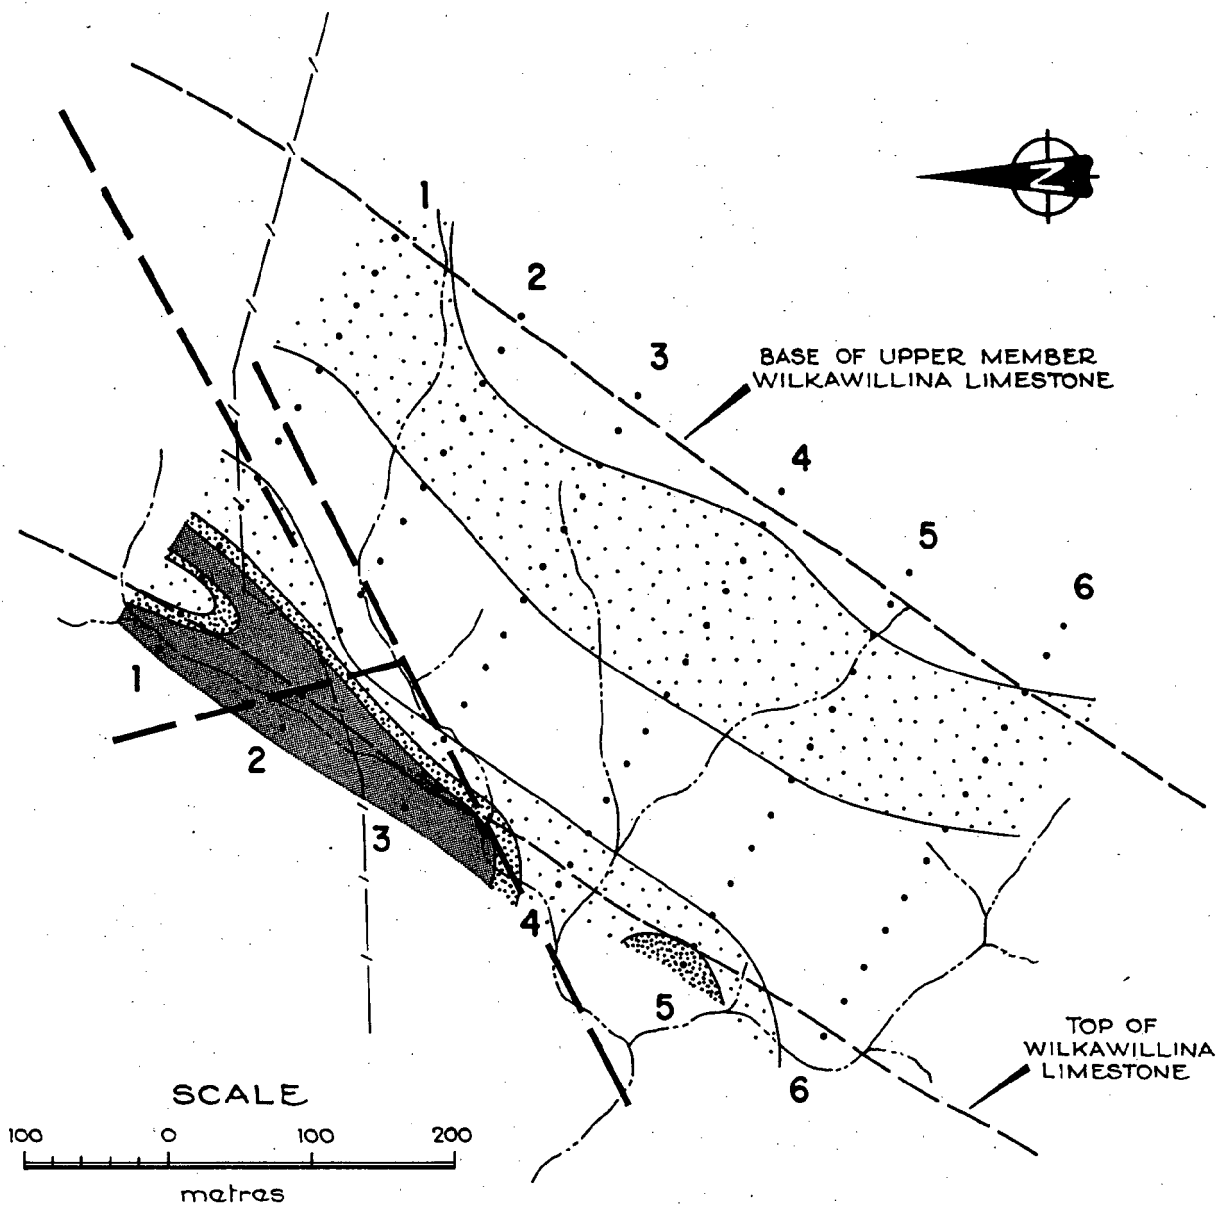 1
N
2
3
BASE OF UPPER MEMBER
WILKAWILLINA LIMESTONE
4
5
6
1
2
3
4
5
6
TOP OF
WILKAWILLINA
LIMESTONE
SCALE
100 0 100 200
metres